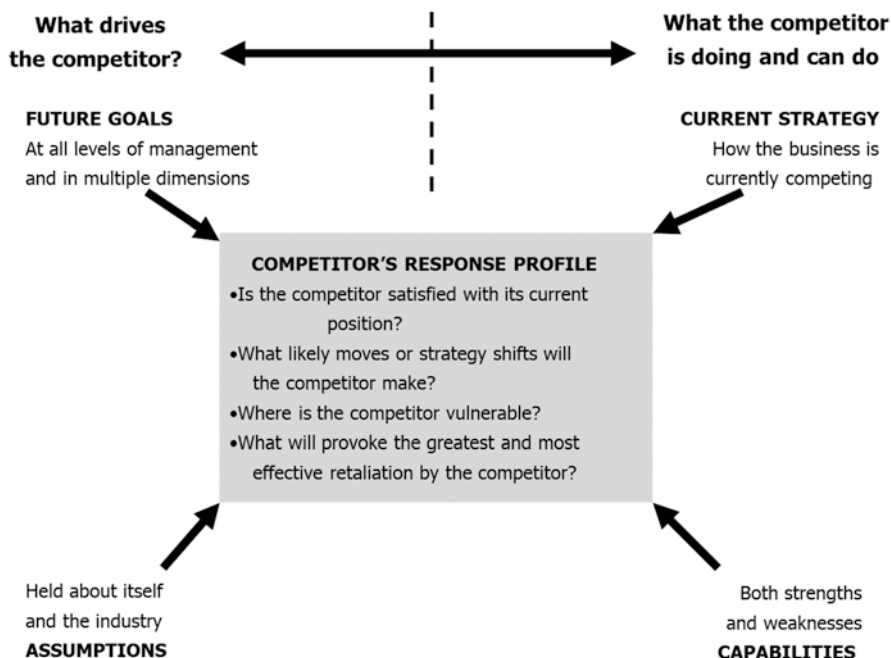 What drives
the competitor?
What the competitor
is doing and can do
FUTURE GOALS
At all levels of management
and in multiple dimensions
CURRENT STRATEGY
How the business is
currently competing
COMPETITOR'S RESPONSE PROFILE
•Is the competitor satisfied with its current
position?
•What likely moves or strategy shifts will
the competitor make?
•Where is the competitor vulnerable?
•What will provoke the greatest and most
effective retaliation by the competitor?
Held about itself
and the industry
ASSUMPTIONS
Both strengths
and weaknesses
CAPABILITIES